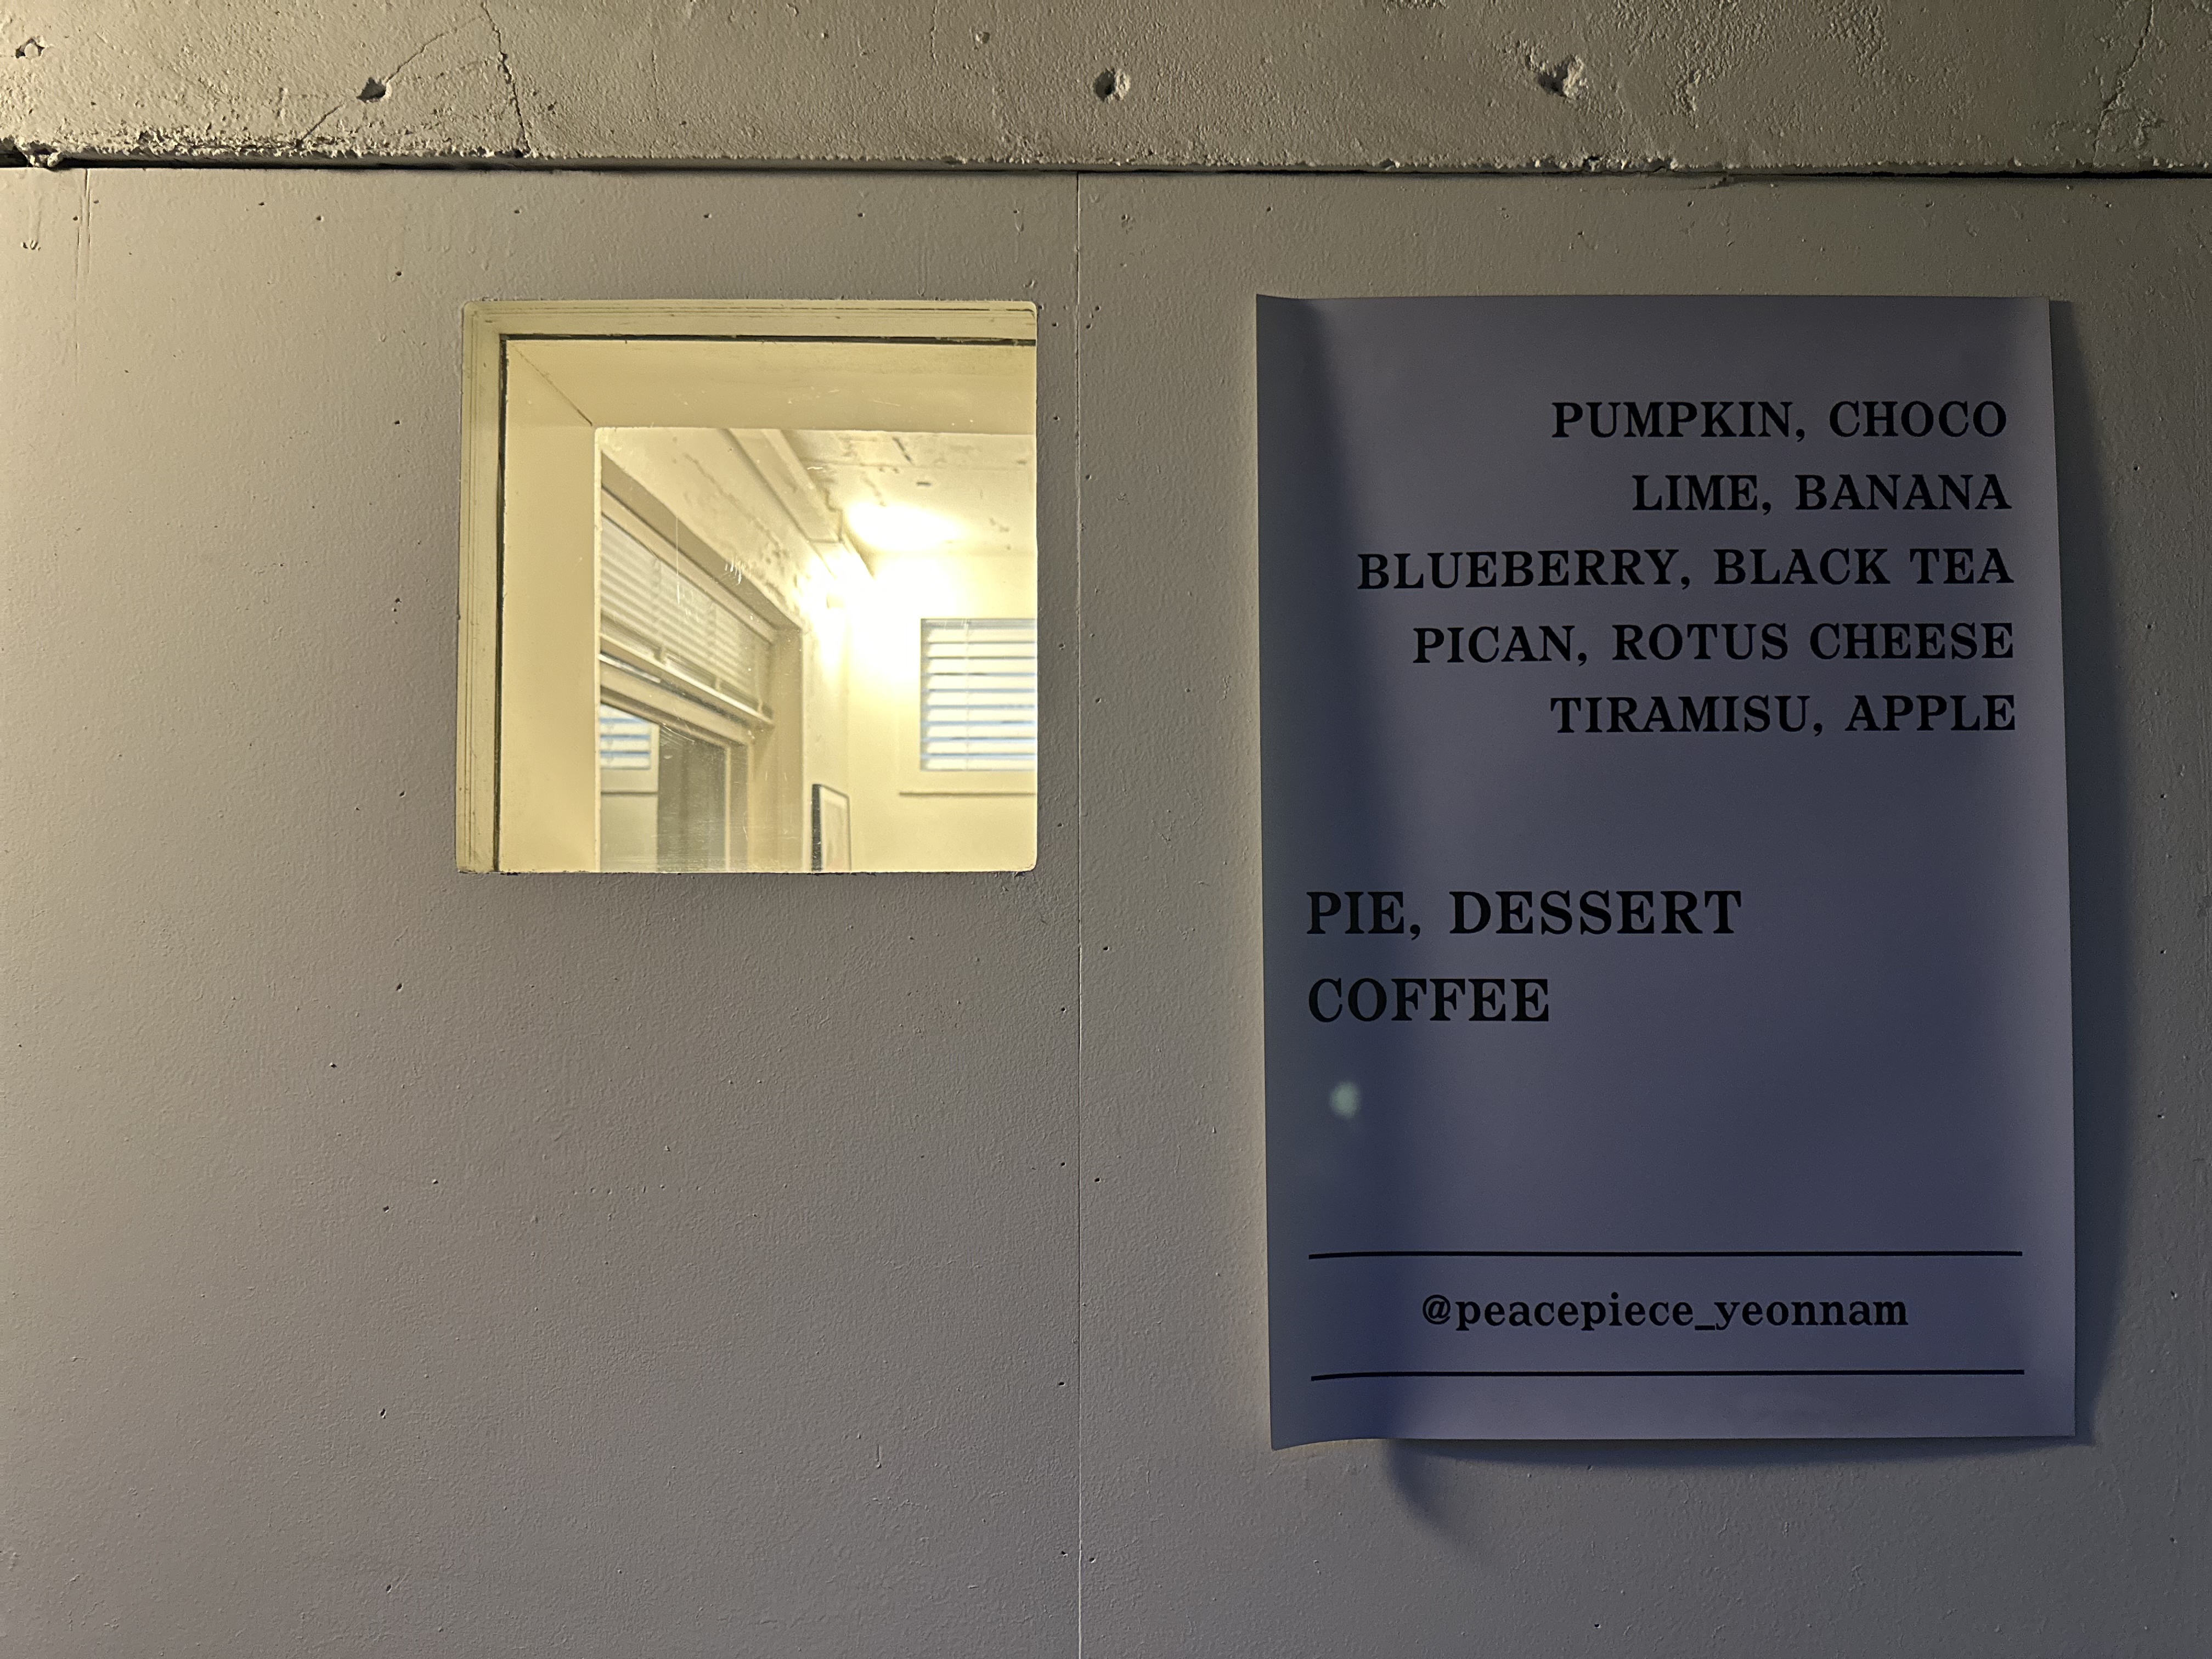 PUMPKIN, CHOCO
LIME, BANANA
BLUEBERRY, BLACK TEA
PICAN, ROTUS CHEESE
TIRAMISU, APPLE
PIE, DESSERT
COFFEE
@peacepiece_yeonnam